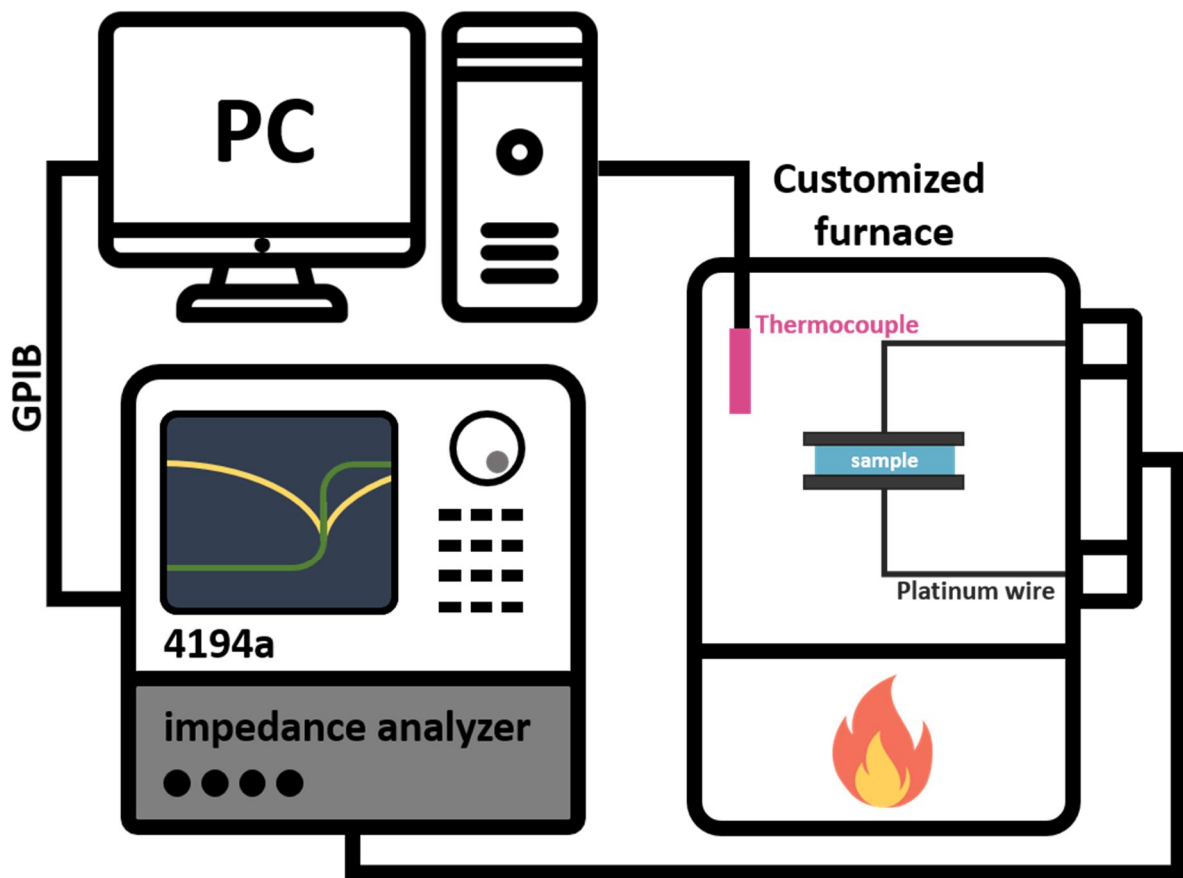 PC
Customized
furnace
Thermocouple
GPIB
sample
Platinum wire
4194a
impedance analyzer